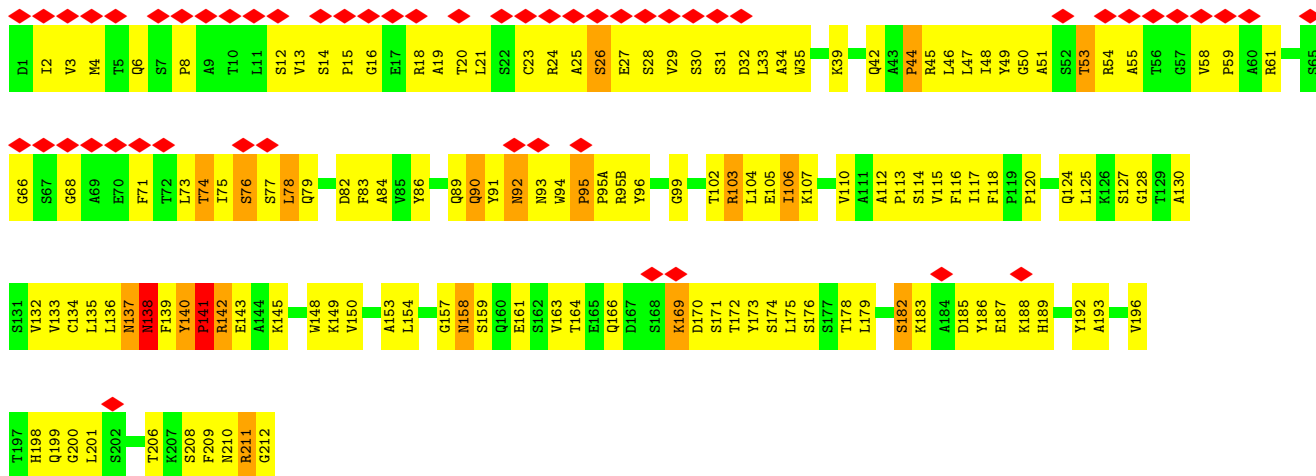 D1 I2 V3 M4 T5 Q6 S7 P8 A9 T10 L11 S12 V13 S14 P15 G16 E17 R18 A19 T20 L21 S22 C23 R24 A25 S26 E27 S28 V29 S30 S31 D32 L33 A34 W35 K39 Q42 A43 P44 R45 L46 L47 I48 Y49 G50 A51 S52 T53 R54 A55 T56 G57 V58 P59 A60 R61 S65
G66 S67 G68 A69 E70 F71 T72 L73 T74 I75 S76 S77 L78 Q79 D82 F83 A84 V85 Y86 Q89 Q90 Y91 N92 N93 W94 P95 P95A R95B Y96 G99 T102 R103 L104 E105 I106 K107 V110 A111 A112 P113 S114 V115 F116 I117 F118 P119 P120 Q124 L125 K126 S127 G128 T129 A130
S131 V132 V133 C134 L135 L136 N137 N138 F139 Y140 P141 R142 E143 A144 K145 W148 K149 V150 A153 L154 G157 N158 S159 Q160 E161 S162 V163 T164 E165 Q166 D167 S168 K169 D170 S171 T172 Y173 S174 L175 S176 S177 T178 L179 S182 K183 A184 D185 Y186 E187 K188 H189 Y192 A193 V196
T197 H198 Q199 G200 L201 S202 T206 K207 S208 F209 N210 R211 G212